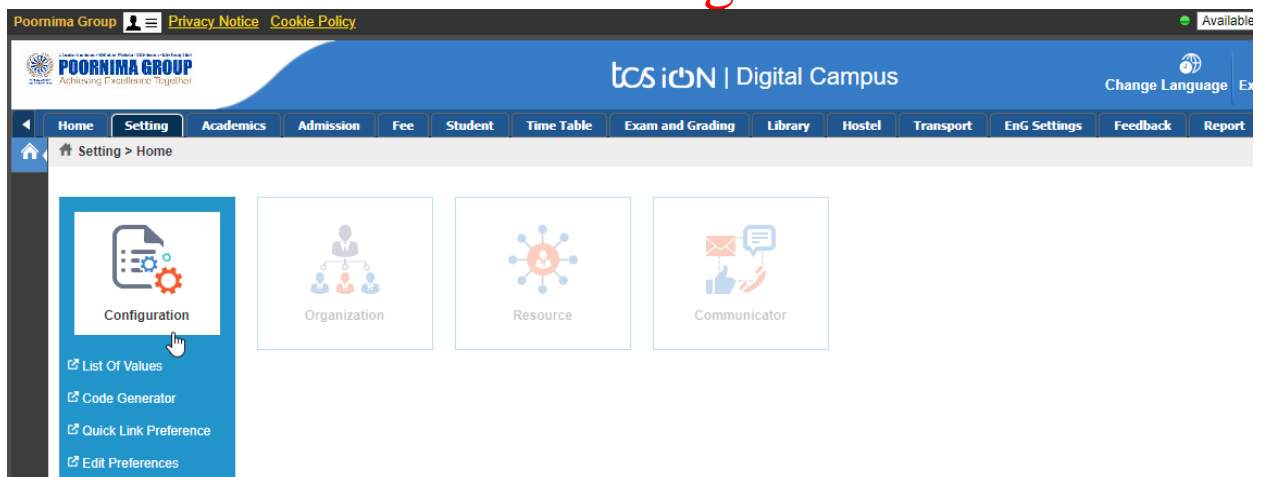 Poornima Group Privacy Notice Cookie Policy Available
POORNIMA GROUP
Achieving Excellence Together
tcs iON | Digital Campus
Change Language Ex
Home Setting Academics Admission Fee Student Time Table Exam and Grading Library Hostel Transport EnG Settings Feedback Report
Setting > Home
Configuration Organization Resource Communicator
List Of Values
Code Generator
Quick Link Preference
Edit Preferences